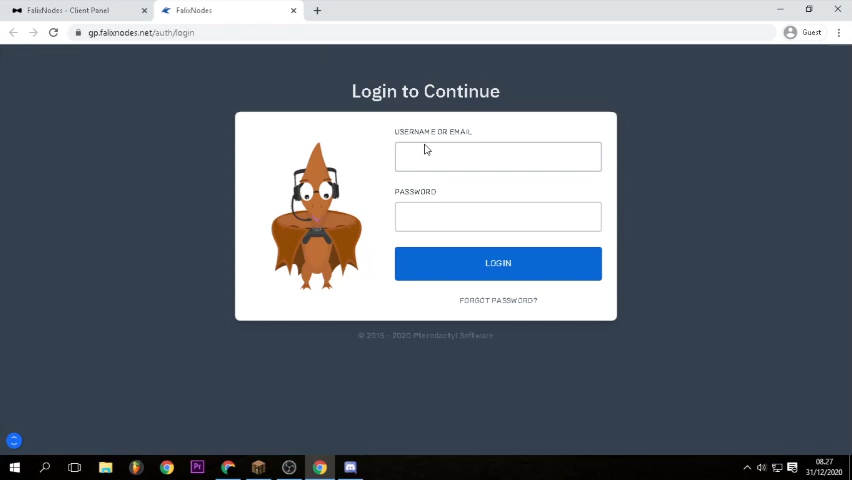 FalixNodes - Client Panel
FalixNodes
gp.falixnodes.net/auth/login
Guest
Login to Continue
USERNAME OR EMAIL
PASSWORD
LOGIN
FORGOT PASSWORD?
© 2015 - 2020 Pterodactyl Software
Pr
08.27
31/12/2020